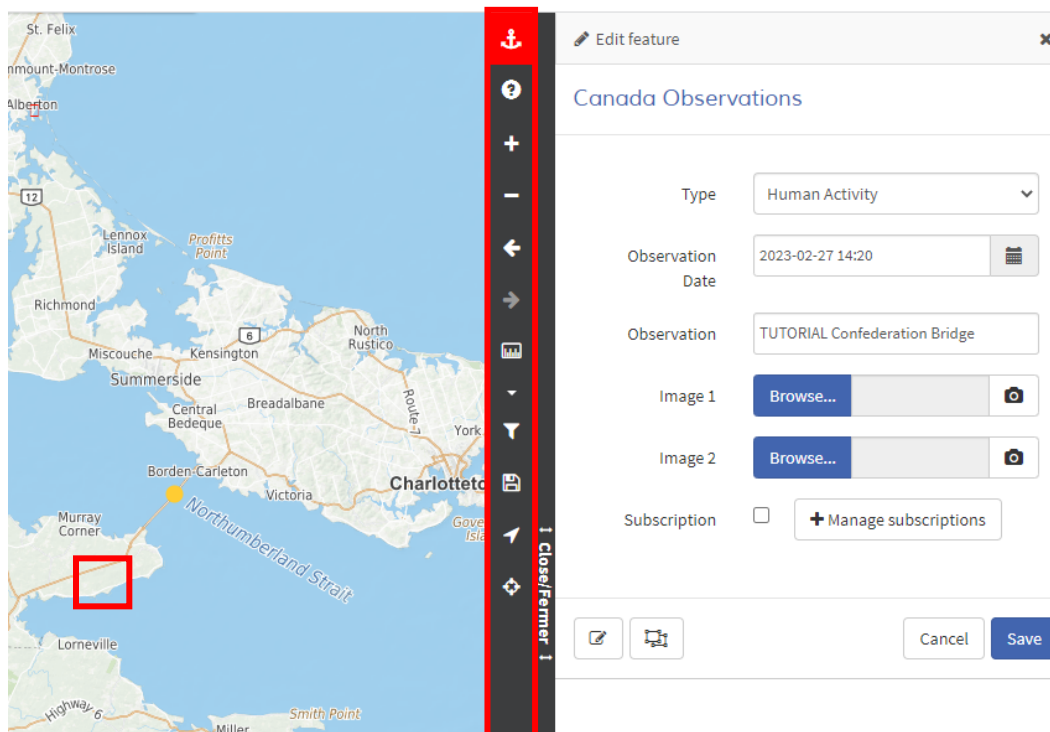 St. Felix
nmount-Montrose
Alberton
12
Lennox
Island
Profitts
Point
Richmond
6
North
Rustico
Miscouche
Kensington
Summerside
Route 7
Central
Bedeque
Breadalbane
York
Borden-Carleton
Victoria
Charlotteto
Northumberland Strait
Murray
Corner
Gove
Isla
Lorneville
Highway 6
Smith Point
Miller
↑ Close/Fermer ↑
Edit feature
Canada Observations
Type
Human Activity
Observation
Date
2023-02-27 14:20
Observation
TUTORIAL Confederation Bridge
Image 1
Browse...
Image 2
Browse...
Subscription
Manage subscriptions
Cancel
Save